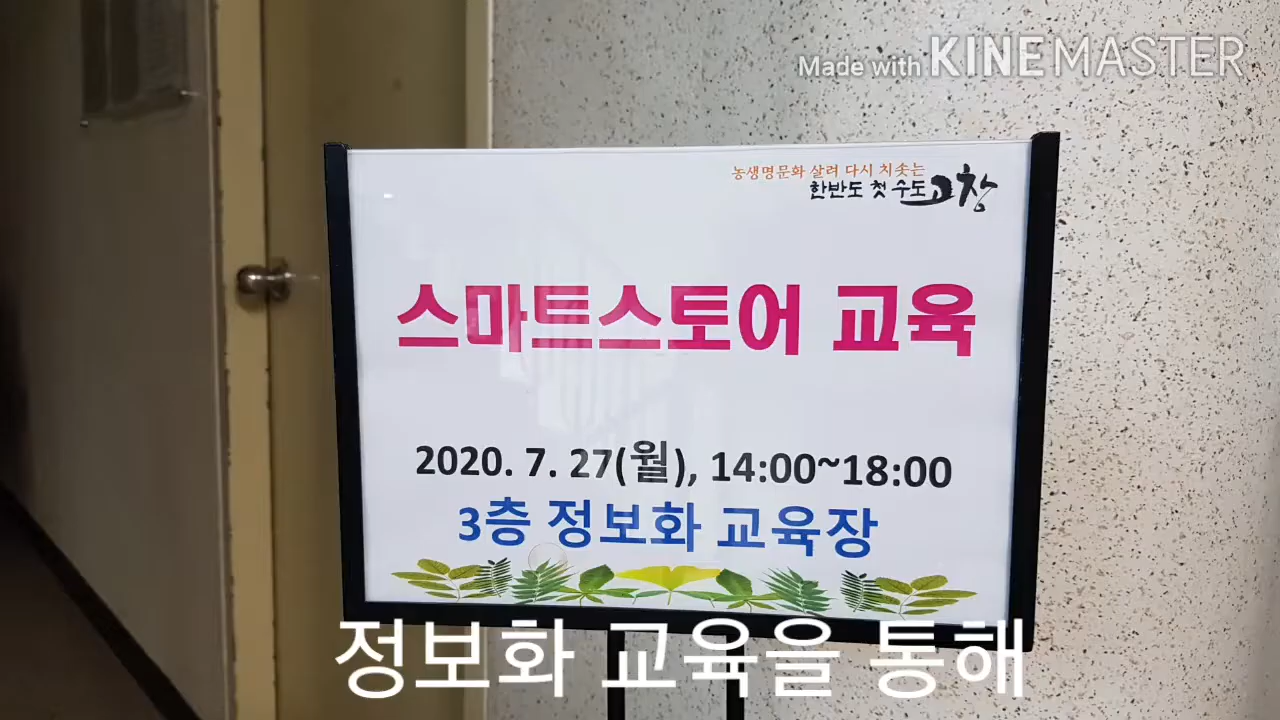 Made with KINEMASTER
농생명문화 살려 다시 치솟는
한반도 첫 수도 고창
스마트스토어 교육
2020. 7. 27(월), 14:00~18:00
3층 정보화 교육장
정보화 교육을 통해